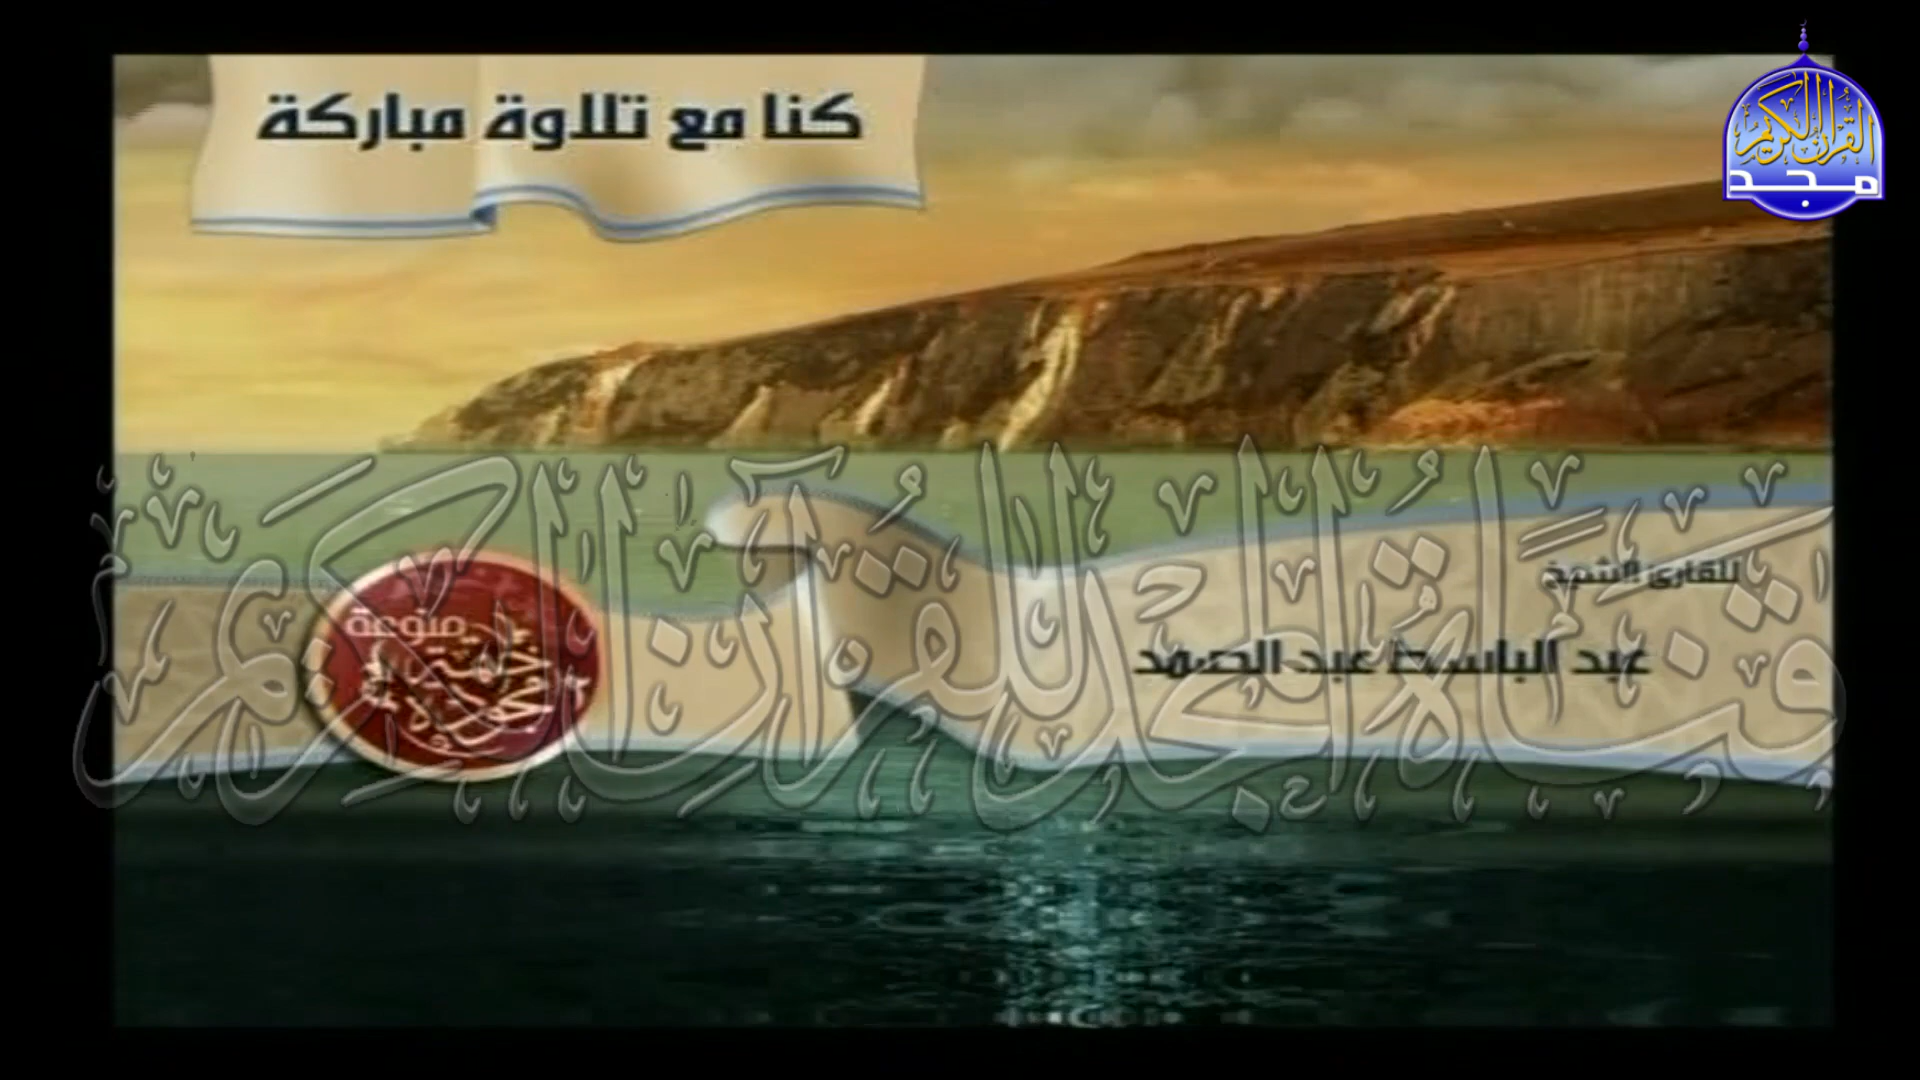 كنا مع تلاوة مباركة
القرآن الكريم
مجد
للقارئ الشيخ
عبد الباسط عبد الصمد
منوعة
قناة المجد للقرآن الكريم